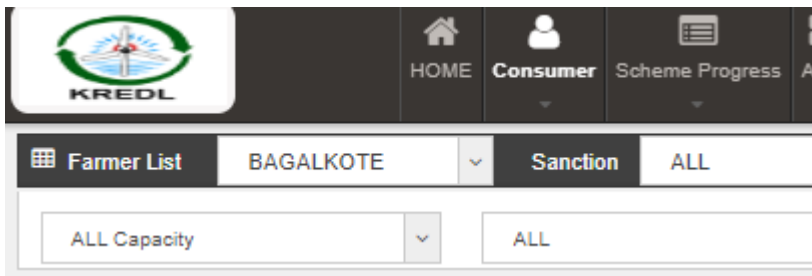 KREDL
HOME Consumer Scheme Progress
Farmer List BAGALKOTE Sanction ALL
ALL Capacity ALL